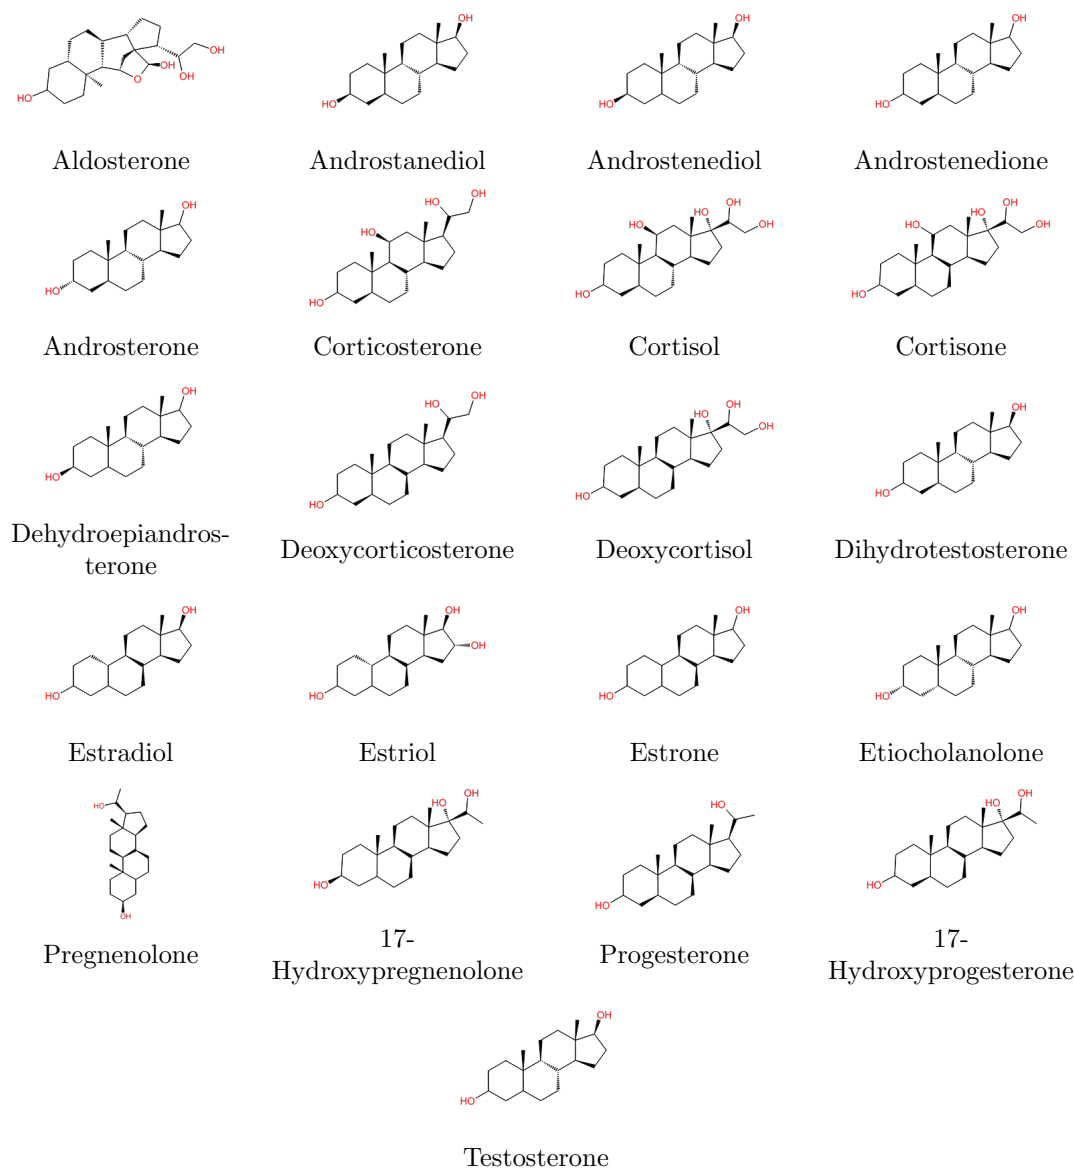 OH
OH
OH
HO
O
HO
OH
HO
OH
HO
OH
HO
Aldosterone
Androstanediol
Androstenediol
Androstenedione
OH
HO
HO
OH
HO
HO
HO
HO
OH
OH
HO
HO
HO
OH
OH
HO
Androsterone
Corticosterone
Cortisol
Cortisone
OH
HO
HO
OH
HO
HO
OH
OH
HO
OH
HO
Dehydroepiandros-
terone
Deoxycorticosterone
Deoxycortisol
Dihydrotestosterone
OH
HO
OH
OH
HO
OH
HO
OH
HO
Estradiol
Estriol
Estrone
Etiocholanolone
HO
OH
HO
OH
HO
HO
HO
HO
OH
HO
Pregnenolone
17-
Hydroxypregnenolone
Progesterone
17-
Hydroxyprogesterone
OH
HO
Testosterone